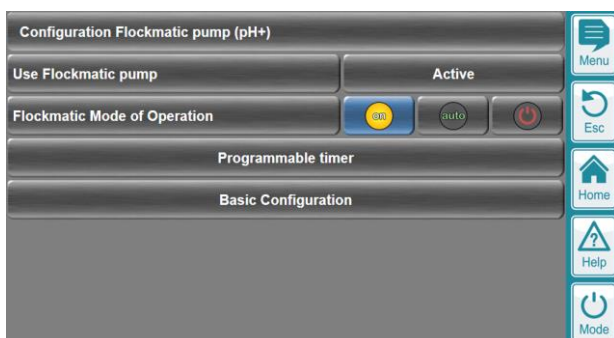 Configuration Flockmatic pump (pH+)
Menu
Use Flockmatic pump Active
Flockmatic Mode of Operation on auto
Esc
Programmable timer
Home
Basic Configuration
Help
Mode